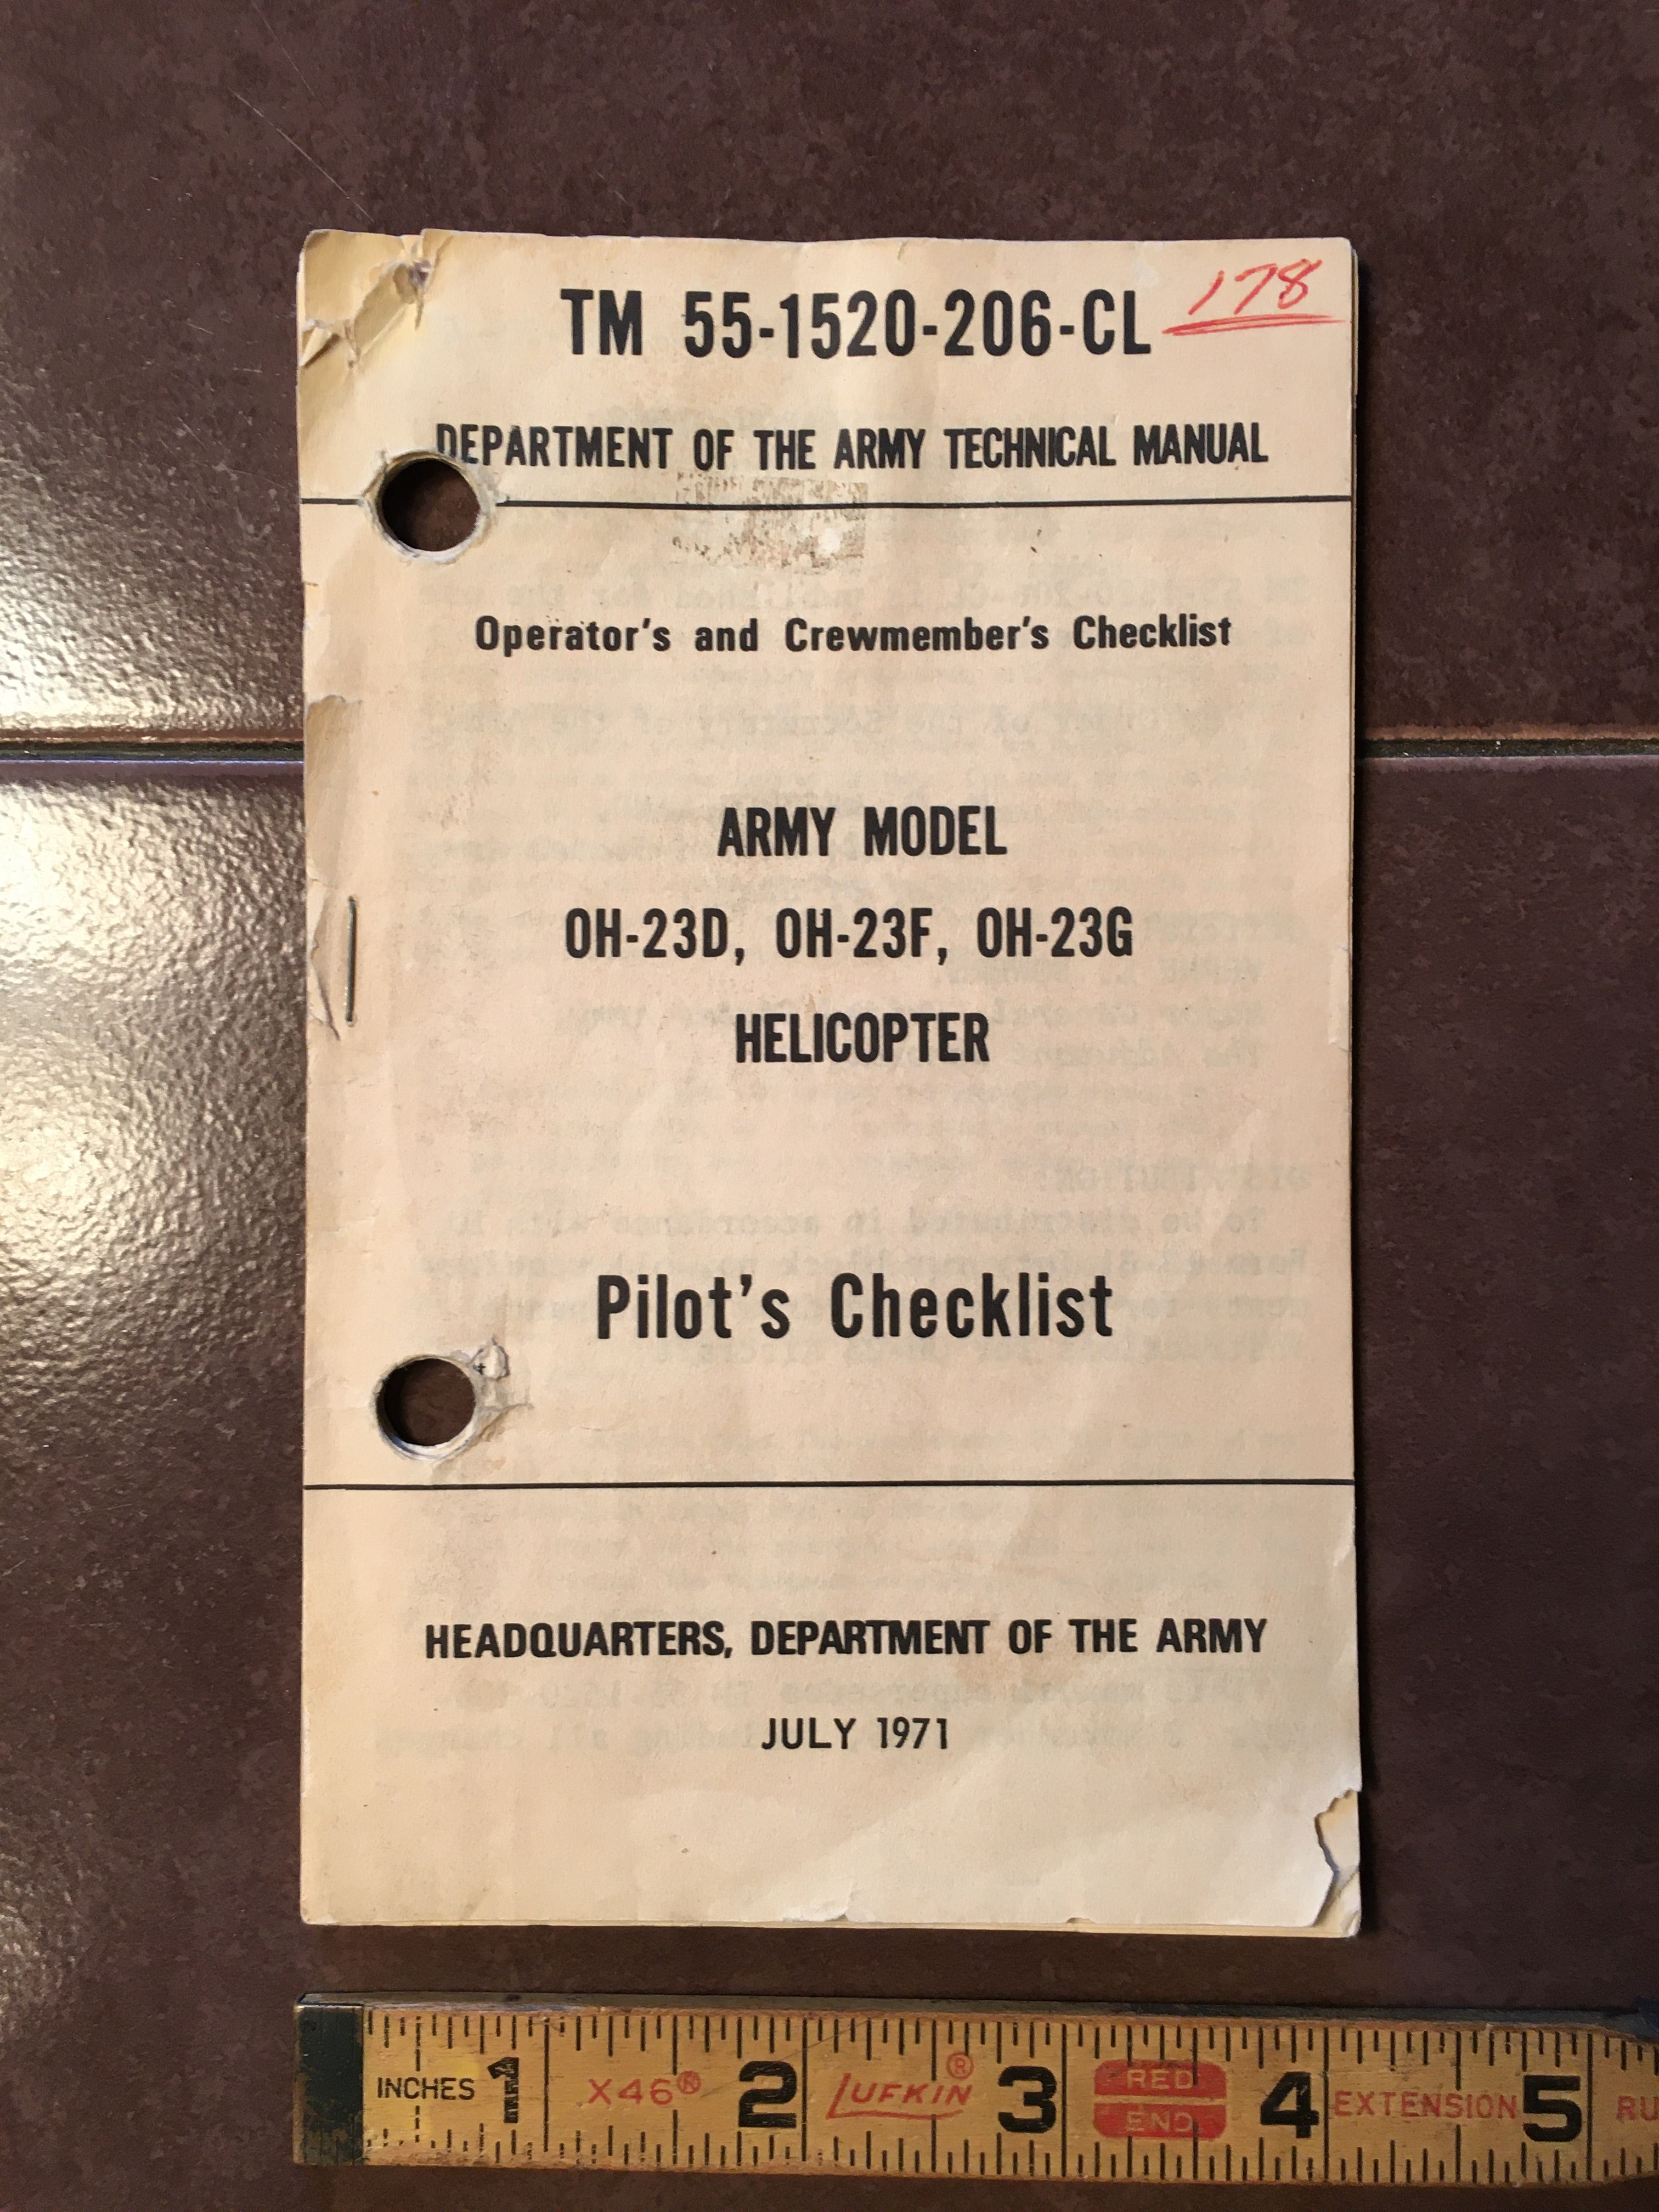 TM 55-1520-206-CL 178
DEPARTMENT OF THE ARMY TECHNICAL MANUAL
Operator's and Crewmember's Checklist
ARMY MODEL
OH-23D, OH-23F, OH-23G
HELICOPTER
Pilot's Checklist
HEADQUARTERS, DEPARTMENT OF THE ARMY
JULY 1971
INCHES 1 X46® 2 LUFKIN® 3 RED END 4 EXTENSION 5 RU